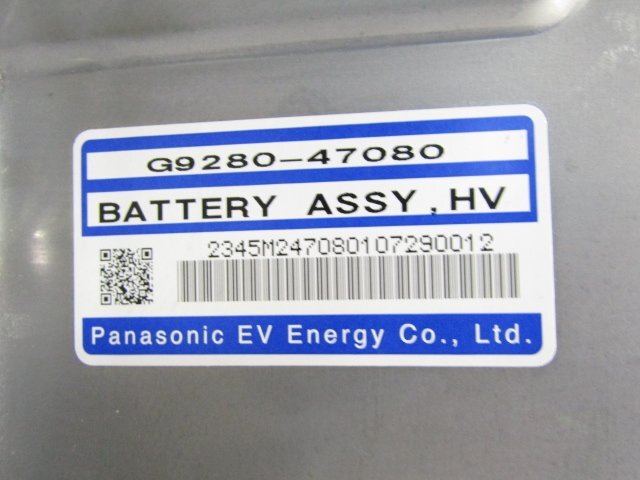 G9280-47080
BATTERY ASSY, HV
2345M247080107290012
Panasonic EV Energy Co., Ltd.